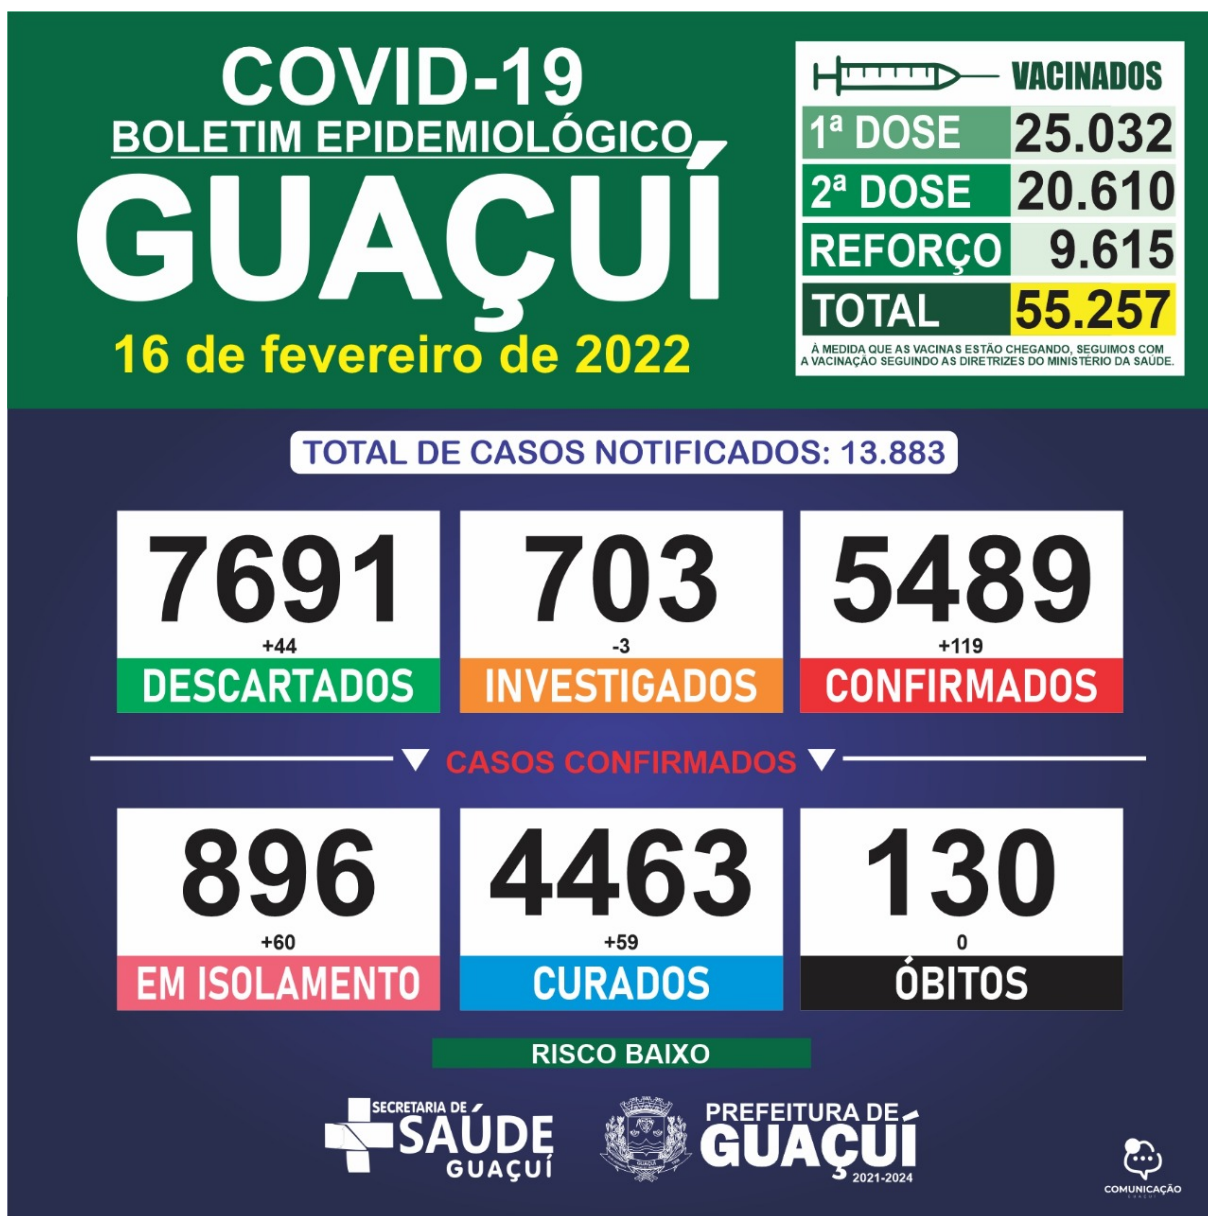 COVID-19
BOLETIM EPIDEMIOLÓGICO
GUAÇUÍ
16 de fevereiro de 2022
VACINADOS
1ª DOSE 25.032
2ª DOSE 20.610
REFORÇO 9.615
TOTAL 55.257
À MEDIDA QUE AS VACINAS ESTÃO CHEGANDO, SEGUIMOS COM
A VACINAÇÃO SEGUINDO AS DIRETRIZES DO MINISTÉRIO DA SAÚDE.
TOTAL DE CASOS NOTIFICADOS: 13.883
7691
+44
DESCARTADOS
703
-3
INVESTIGADOS
5489
+119
CONFIRMADOS
CASOS CONFIRMADOS
896
+60
EM ISOLAMENTO
4463
+59
CURADOS
130
0
ÓBITOS
RISCO BAIXO
SECRETARIA DE
SAÚDE
GUAÇUÍ
PREFEITURA DE
GUAÇUÍ
2021-2024
COMUNICAÇÃO